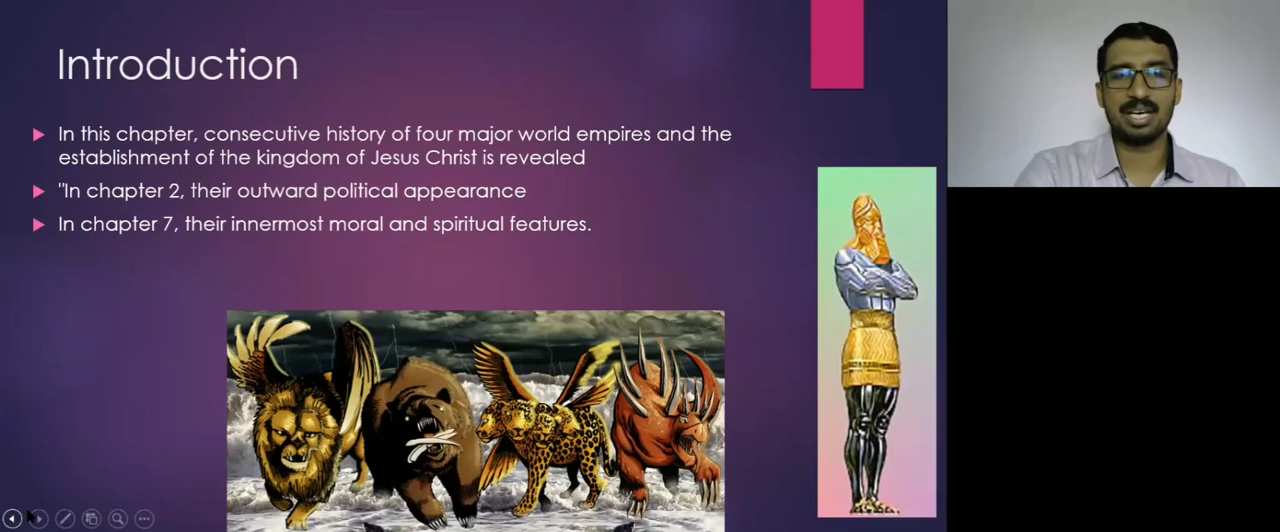 Introduction
In this chapter, consecutive history of four major world empires and the
establishment of the kingdom of Jesus Christ is revealed
"In chapter 2, their outward political appearance
In chapter 7, their innermost moral and spiritual features.